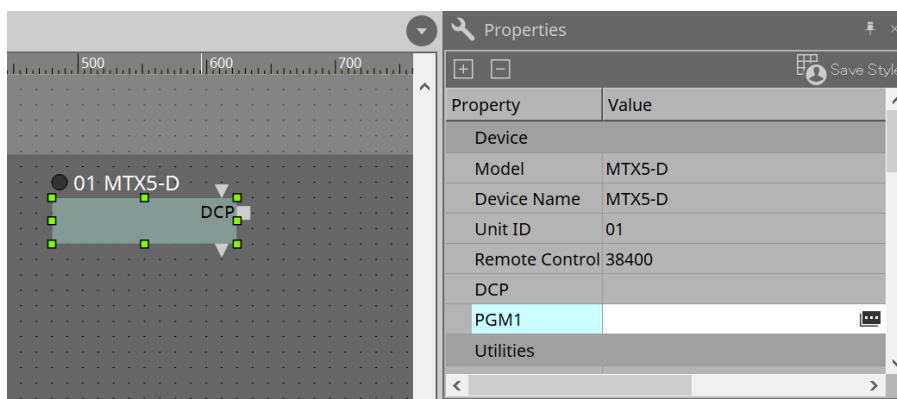 Properties
500 600 700
Save Style
Property Value
Device
Model MTX5-D
Device Name MTX5-D
Unit ID 01
Remote Control 38400
DCP
PGM1
Utilities
01 MTX5-D
DCP